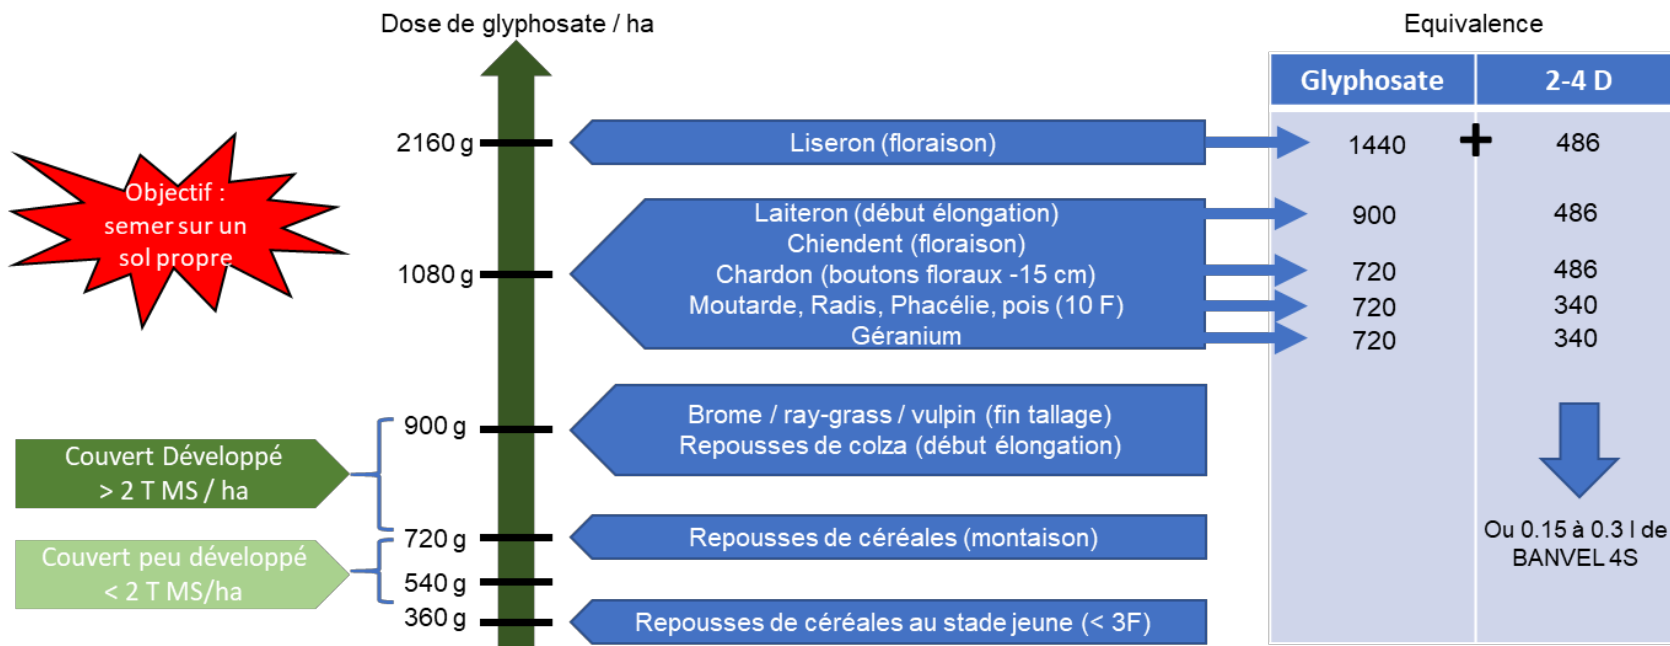 Dose de glyphosate / ha
Equivalence
Glyphosate
2-4 D
Objectif :
semer sur un
sol propre
2160 g
Liseron (floraison)
1440
+
486
1080 g
Laiteron (début élongation)
Chiendent (floraison)
Chardon (boutons floraux -15 cm)
Moutarde, Radis, Phacélie, pois (10 F)
Géranium
900
486
720
486
720
340
720
340
900 g
Brome / ray-grass / vulpin (fin tallage)
Repousses de colza (début élongation)
Couvert Développé
> 2 T MS / ha
720 g
Repousses de céréales (montaison)
Ou 0.15 à 0.3 l de
BANVEL 4S
Couvert peu développé
< 2 T MS/ha
540 g
360 g
Repousses de céréales au stade jeune (< 3F)